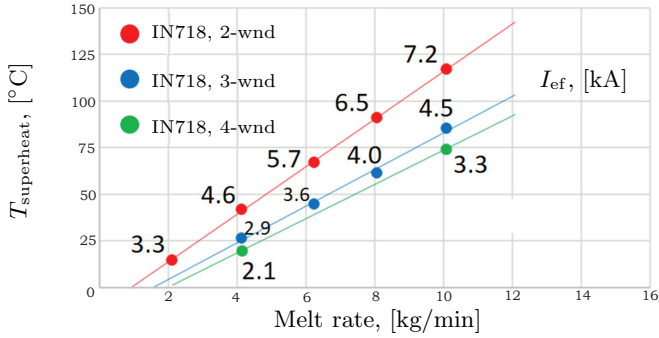 150
125
100
75
50
25
0
T_superheat, [°C]
IN718, 2-wnd
IN718, 3-wnd
IN718, 4-wnd
I_ef, [kA]
7.2
6.5
5.7
4.6
3.3
4.5
4.0
3.6
2.9
3.3
2.1
2 4 6 8 10 12 14 16
Melt rate, [kg/min]